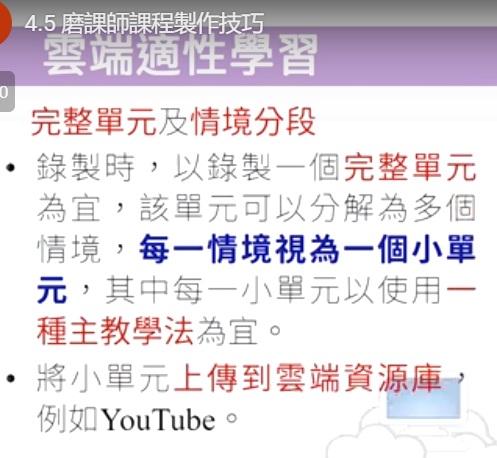 4.5 磨課師課程製作技巧
雲端適性學習
0
完整單元及情境分段
• 錄製時，以錄製一個完整單元
為宜，該單元可以分解為多個
情境，每一情境視為一個小單
元，其中每一小單元以使用一
種主教學法為宜。
• 將小單元上傳到雲端資源庫，
例如YouTube。